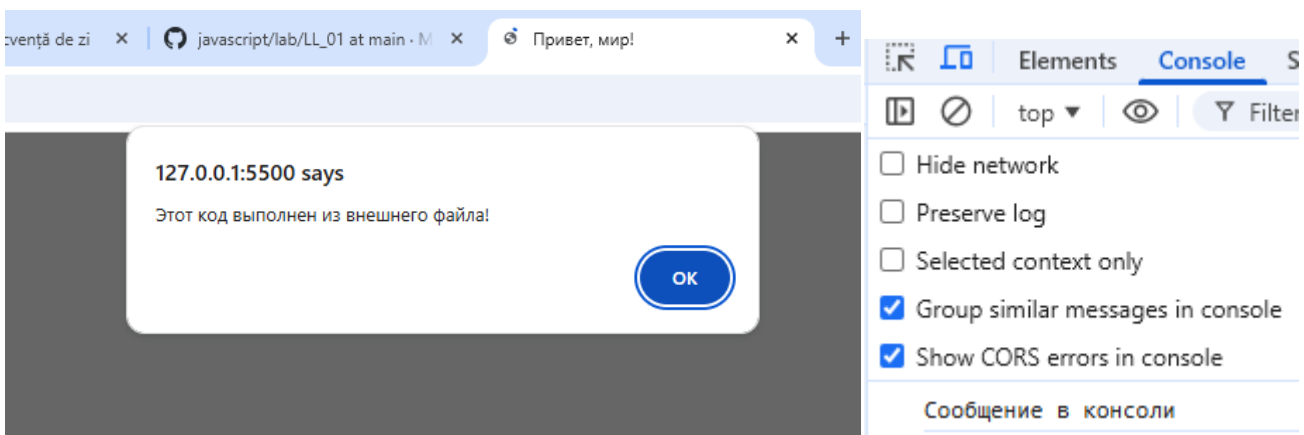 cvență de zi
javascript/lab/LL_01 at main · M
Привет, мир!
127.0.0.1:5500 says
Этот код выполнен из внешнего файла!
OK
Elements Console S
top Filter
Hide network
Preserve log
Selected context only
Group similar messages in console
Show CORS errors in console
Сообщение в консоли